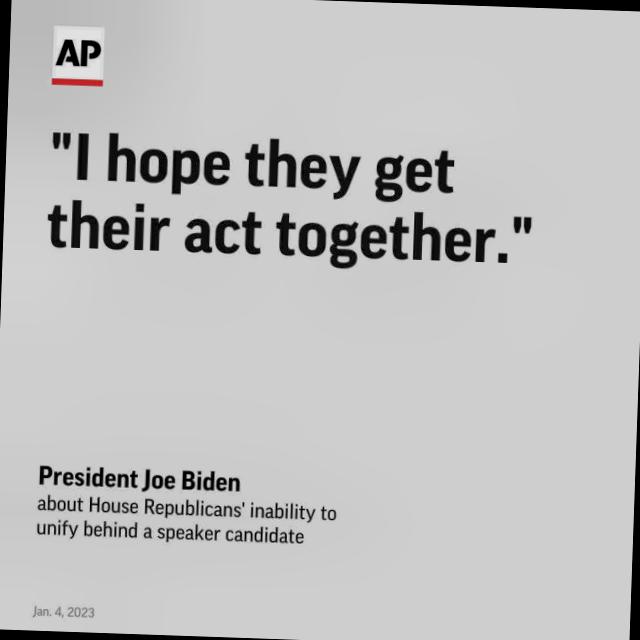 AP
"I hope they get
their act together."
President Joe Biden
about House Republicans' inability to
unify behind a speaker candidate
Jan. 4, 2023